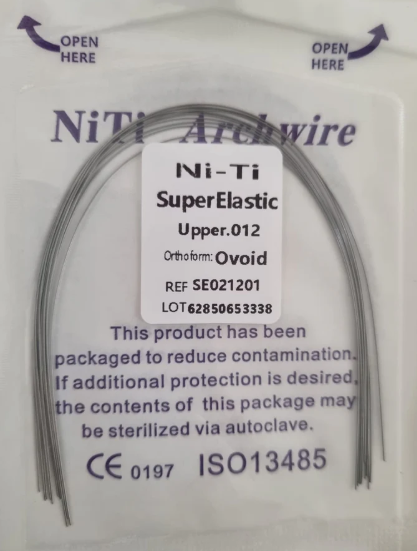 OPEN HERE
OPEN HERE
NiTi Archwire
Ni-Ti
SuperElastic
Upper.012
Orthoform: Ovoid
REF SE021201
LOT 62850653338
This product has been
packaged to reduce contamination.
If additional protection is desired,
the contents of this package may
be sterilized via autoclave.
CE 0197 ISO13485